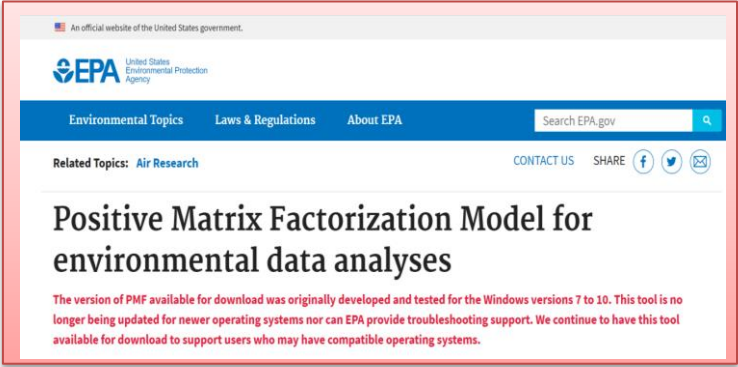 An official website of the United States government.
EPA
United States
Environmental Protection
Agency
Environmental Topics Laws & Regulations About EPA Search EPA.gov
Related Topics: Air Research CONTACT US SHARE
Positive Matrix Factorization Model for
environmental data analyses
The version of PMF available for download was originally developed and tested for the Windows versions 7 to 10. This tool is no
longer being updated for newer operating systems nor can EPA provide troubleshooting support. We continue to have this tool
available for download to support users who may have compatible operating systems.